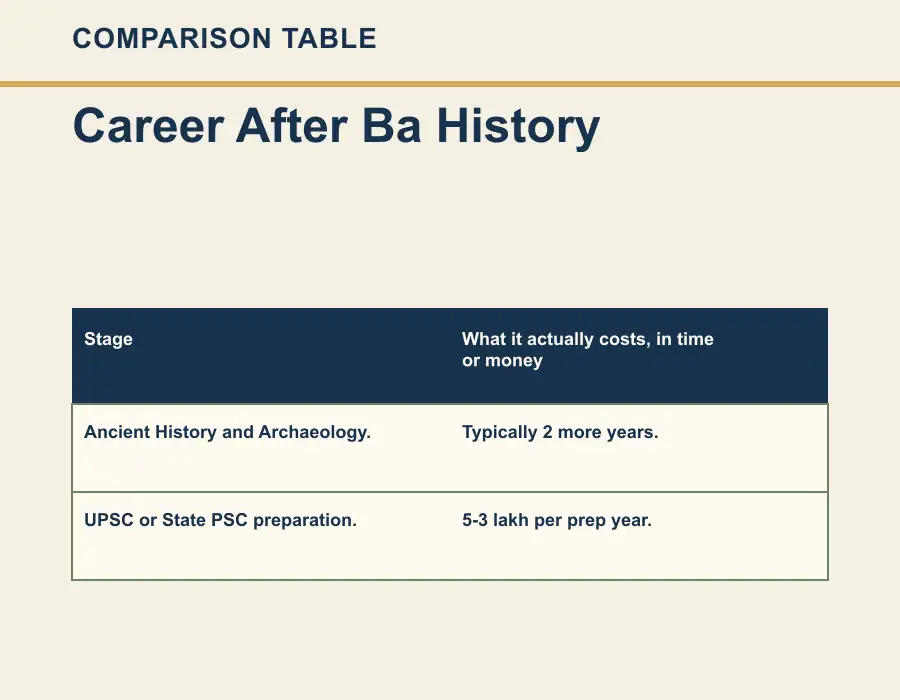 COMPARISON TABLE
Career After Ba History
Stage
What it actually costs, in time
or money
Ancient History and Archaeology.
Typically 2 more years.
UPSC or State PSC preparation.
5-3 lakh per prep year.